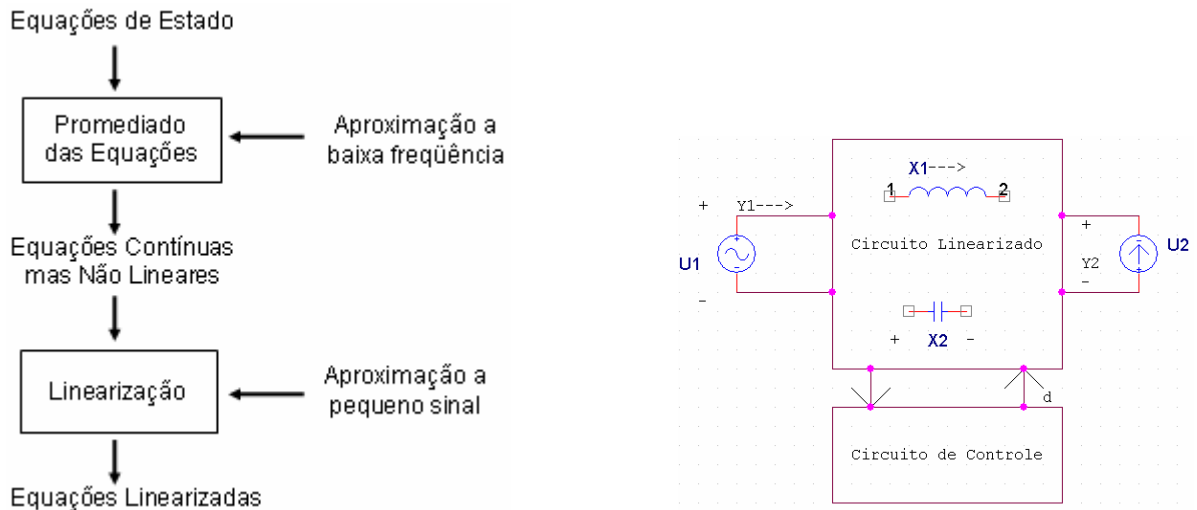 Equações de Estado
Promediado
das Equações
Aproximação a
baixa freqüência
Equações Contínuas
mas Não Lineares
Linearização
Aproximação a
pequeno sinal
Equações Linearizadas
X1--->
1
2
+
Y1--->
Circuito Linearizado
+
U1
U2
Y2
-
-
+
X2
-
d
Circuito de Controle